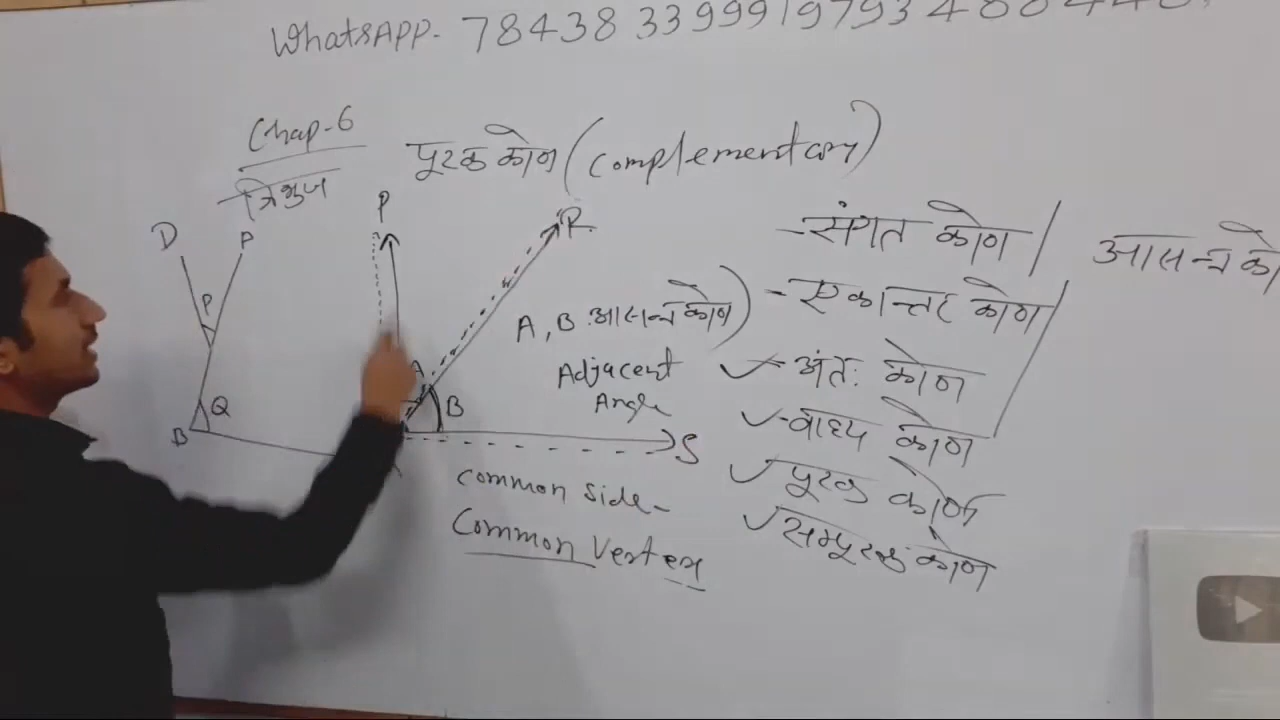 WhatsApp. 78438 33999
Chap-6
त्रिभुज
पूरक कोण (complementary)
D
P
P
R
P
A
Q
B
B
S
A, B आसन्न कोण)
Adjacent
Angle
common side-
Common Vertex
-संगत कोण
-एकान्तर कोण
अंतः कोण
-वाह्य कोण
पूरक कोण
सम्पूरक कोण
आसन्न